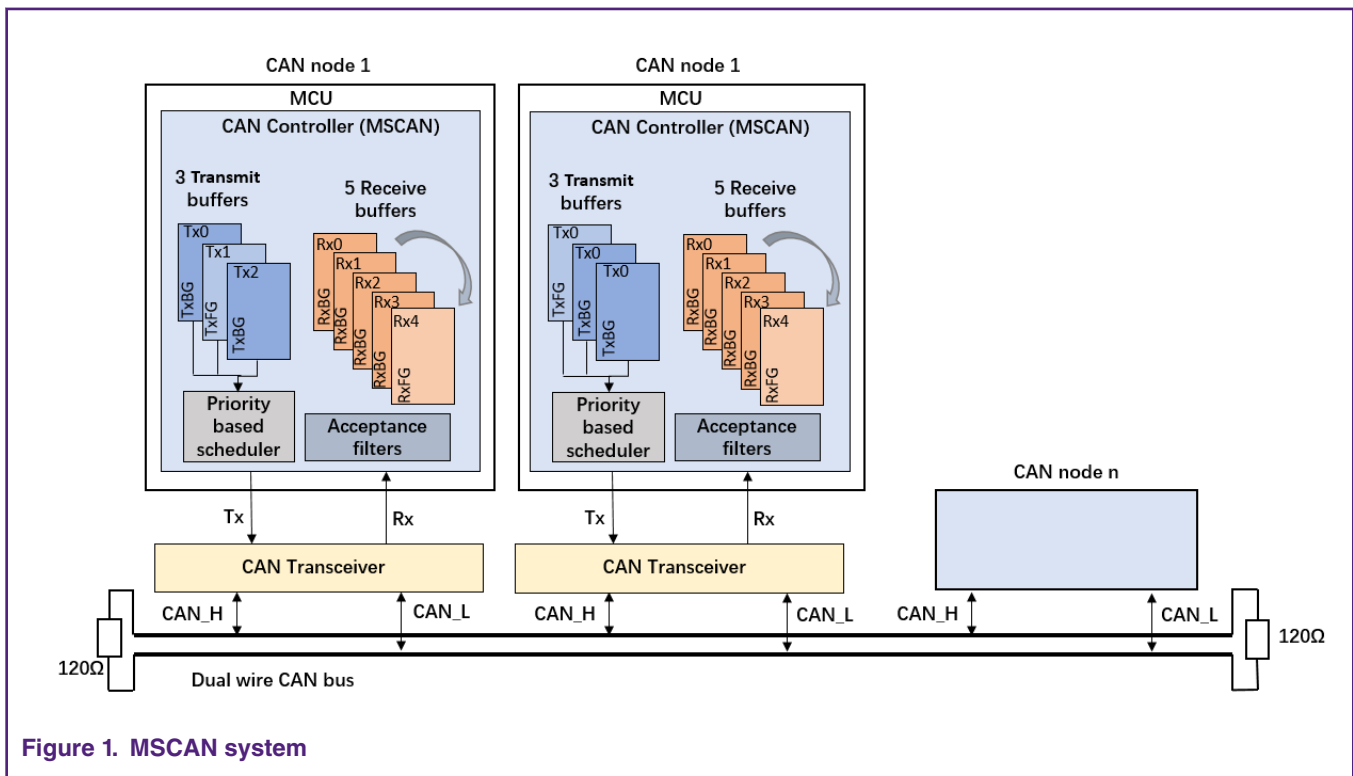 CAN node 1
MCU
CAN Controller (MSCAN)
3 Transmit
buffers
5 Receive
buffers
Tx0
TxBG
Tx1
TxFG
Tx2
TxBG
Rx0
RxBG
Rx1
RxBG
Rx2
RxBG
Rx3
RxBG
Rx4
RxFG
Priority
based
scheduler
Acceptance
filters
Tx
Rx
CAN Transceiver
CAN_H
CAN_L
CAN node 1
MCU
CAN Controller (MSCAN)
3 Transmit
buffers
5 Receive
buffers
Tx0
TxFG
Tx0
TxBG
Tx0
TxBG
Rx0
RxBG
Rx1
RxBG
Rx2
RxBG
Rx3
RxBG
Rx4
RxFG
Priority
based
scheduler
Acceptance
filters
Tx
Rx
CAN Transceiver
CAN_H
CAN_L
CAN node n
CAN_H
CAN_L
120Ω
120Ω
Dual wire CAN bus
Figure 1. MSCAN system